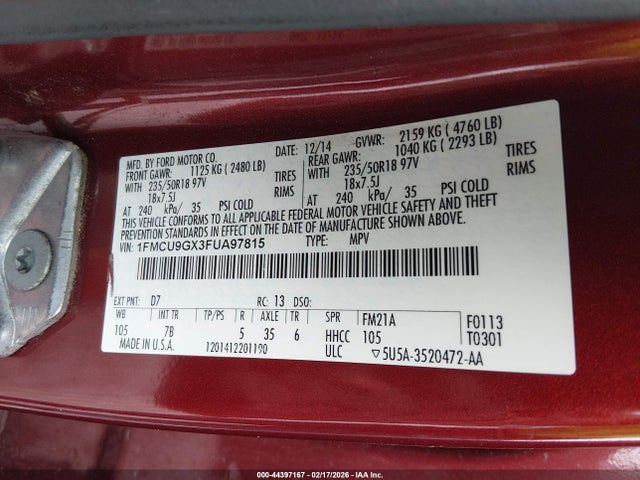 MFD. BY FORD MOTOR CO. DATE: 12/14 GVWR: 2159 KG ( 4760 LB)
FRONT GAWR: 1125 KG ( 2480 LB) REAR GAWR: 1040 KG ( 2293 LB)
WITH 235/50R18 97V TIRES WITH 235/50R18 97V TIRES
18x7.5J RIMS 18x7.5J RIMS
AT 240 kPa/ 35 PSI COLD AT 240 kPa/ 35 PSI COLD
THIS VEHICLE CONFORMS TO ALL APPLICABLE FEDERAL MOTOR VEHICLE SAFETY AND THEFT
PREVENTION STANDARDS IN EFFECT ON THE DATE OF MANUFACTURE SHOWN ABOVE.
VIN: 1FMCU9GX3FUA97815 TYPE: MPV
EXT PNT: D7 RC: 13 DSO:
WB INT TR TP/PS R AXLE TR SPR FM21A F0113
105 7B 5 35 6 HHCC 105 T0301
MADE IN U.S.A. 1201412201190 ULC ▽5U5A-3520472-AA
000-44397167 - 02/17/2026 - IAA Inc.